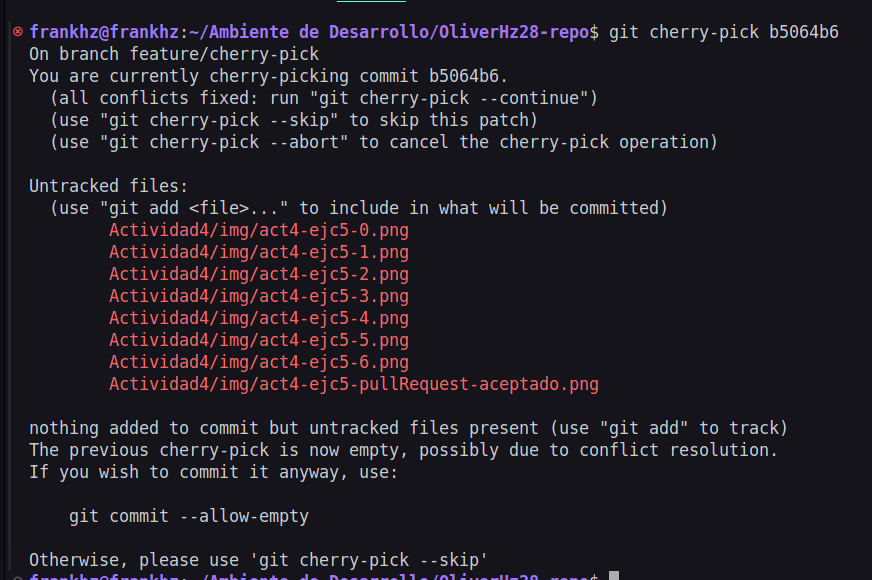 frankhz@frankhz:~/Ambiente de Desarrollo/OliverHz28-repo$ git cherry-pick b5064b6
On branch feature/cherry-pick
You are currently cherry-picking commit b5064b6.
  (all conflicts fixed: run "git cherry-pick --continue")
  (use "git cherry-pick --skip" to skip this patch)
  (use "git cherry-pick --abort" to cancel the cherry-pick operation)

Untracked files:
  (use "git add <file>..." to include in what will be committed)
        Actividad4/img/act4-ejc5-0.png
        Actividad4/img/act4-ejc5-1.png
        Actividad4/img/act4-ejc5-2.png
        Actividad4/img/act4-ejc5-3.png
        Actividad4/img/act4-ejc5-4.png
        Actividad4/img/act4-ejc5-5.png
        Actividad4/img/act4-ejc5-6.png
        Actividad4/img/act4-ejc5-pullRequest-aceptado.png

nothing added to commit but untracked files present (use "git add" to track)
The previous cherry-pick is now empty, possibly due to conflict resolution.
If you wish to commit it anyway, use:

    git commit --allow-empty

Otherwise, please use 'git cherry-pick --skip'
frankhz@frankhz:~/Ambiente de Desarrollo/OliverHz28-repo$